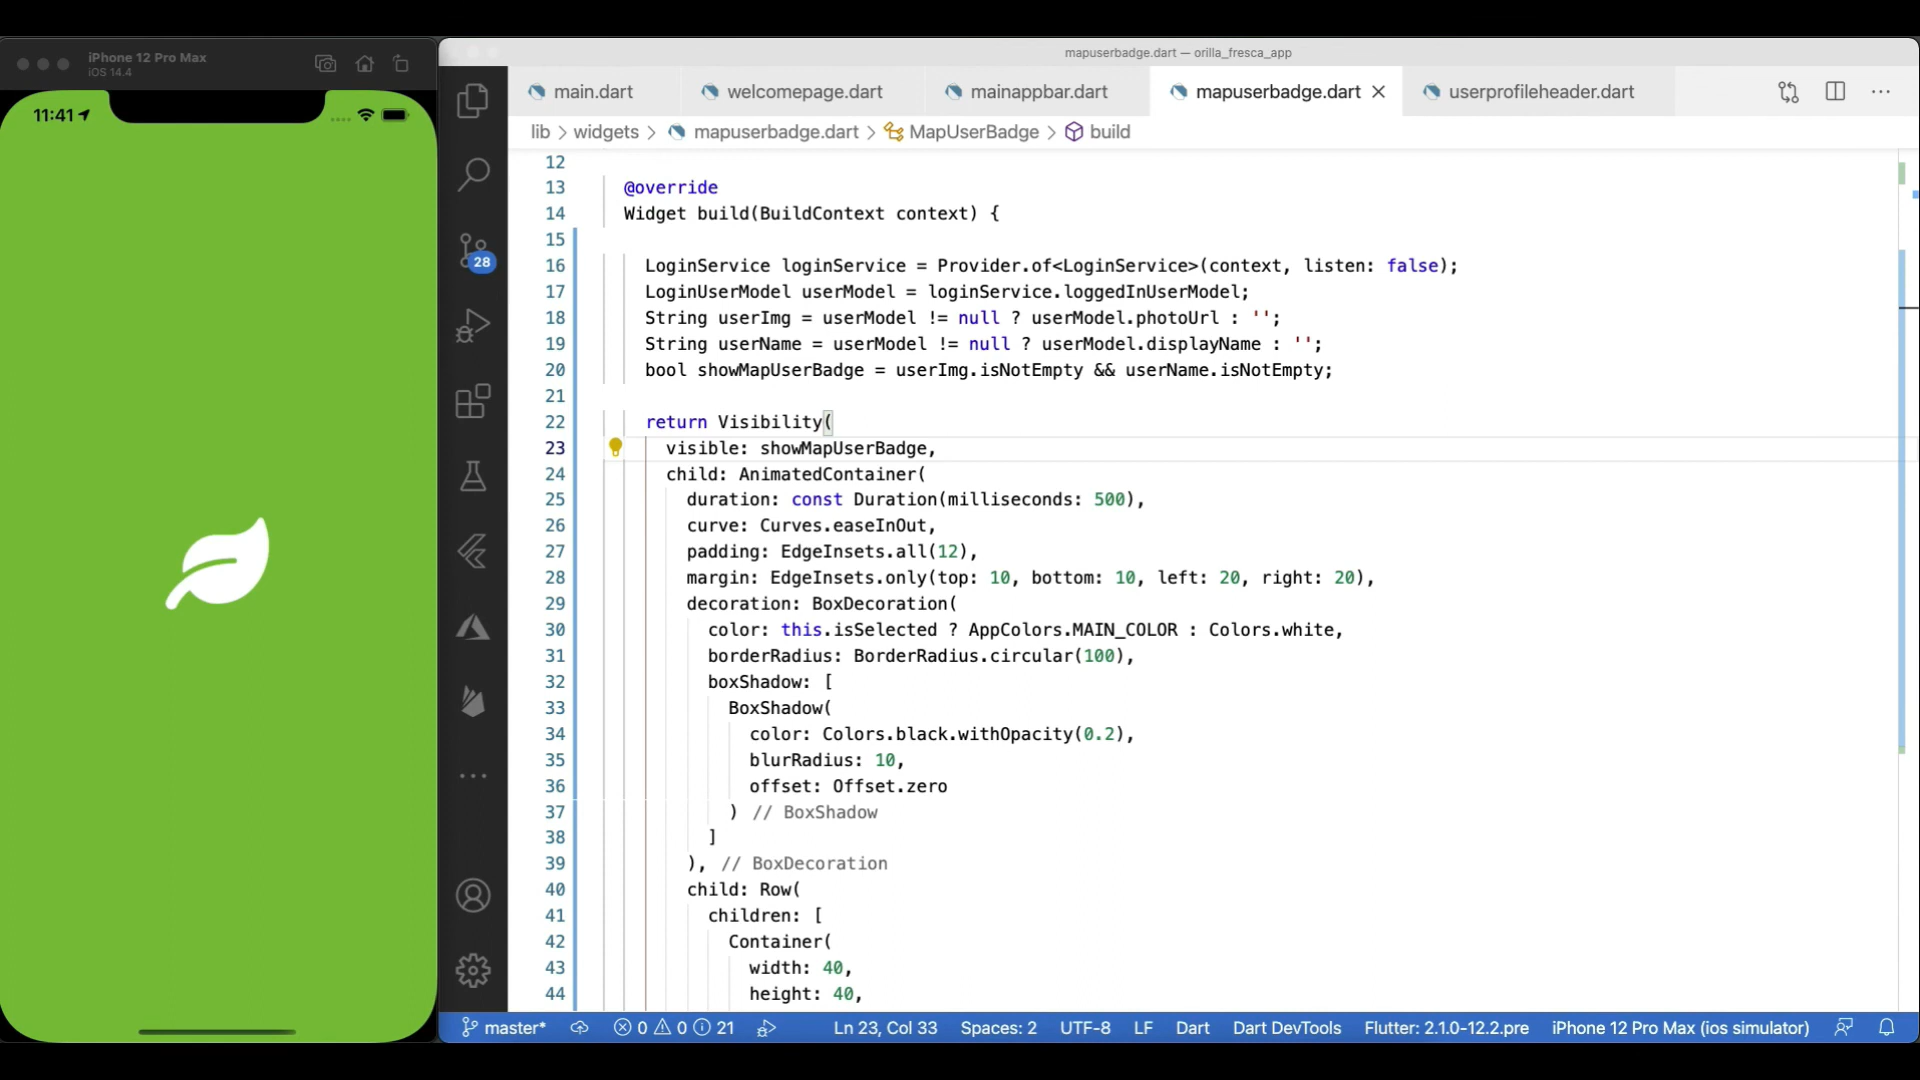 mapuserbadge.dart — orilla_fresca_app
iPhone 12 Pro Max
iOS 14.4
11:41
main.dart
welcomepage.dart
mainappbar.dart
mapuserbadge.dart
userprofileheader.dart
lib > widgets > mapuserbadge.dart > MapUserBadge > build
28
12
13 @override
14 Widget build(BuildContext context) {
15
16 LoginService loginService = Provider.of<LoginService>(context, listen: false);
17 LoginUserModel userModel = loginService.loggedInUserModel;
18 String userImg = userModel != null ? userModel.photoUrl : '';
19 String userName = userModel != null ? userModel.displayName : '';
20 bool showMapUserBadge = userImg.isNotEmpty && userName.isNotEmpty;
21
22 return Visibility(
23 visible: showMapUserBadge,
24 child: AnimatedContainer(
25 duration: const Duration(milliseconds: 500),
26 curve: Curves.easeInOut,
27 padding: EdgeInsets.all(12),
28 margin: EdgeInsets.only(top: 10, bottom: 10, left: 20, right: 20),
29 decoration: BoxDecoration(
30 color: this.isSelected ? AppColors.MAIN_COLOR : Colors.white,
31 borderRadius: BorderRadius.circular(100),
32 boxShadow: [
33 BoxShadow(
34 color: Colors.black.withOpacity(0.2),
35 blurRadius: 10,
36 offset: Offset.zero
37 ) // BoxShadow
38 ]
39 ), // BoxDecoration
40 child: Row(
41 children: [
42 Container(
43 width: 40,
44 height: 40,
master* 0 0 21 Ln 23, Col 33 Spaces: 2 UTF-8 LF Dart Dart DevTools Flutter: 2.1.0-12.2.pre iPhone 12 Pro Max (ios simulator)